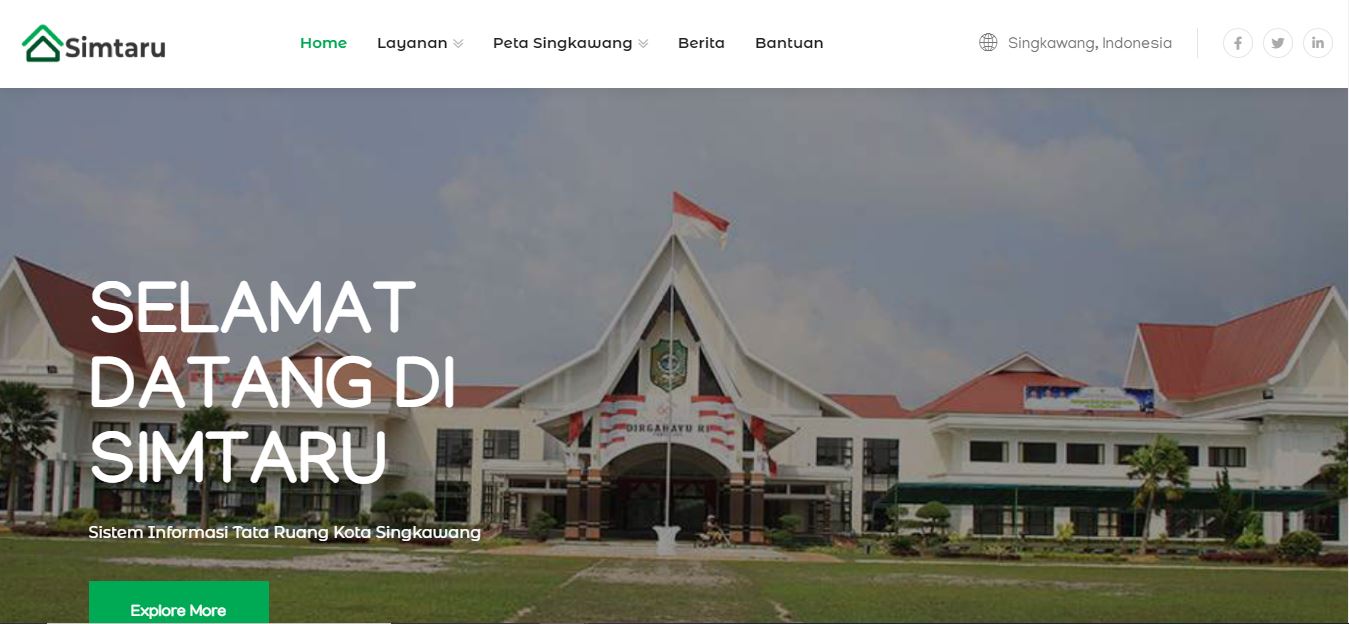 Simtaru
Home
Layanan
Peta Singkawang
Berita
Bantuan
Singkawang, Indonesia
SELAMAT
DATANG DI
SIMTARU
DIRGAHAYU RI
Sistem Informasi Tata Ruang Kota Singkawang
Explore More